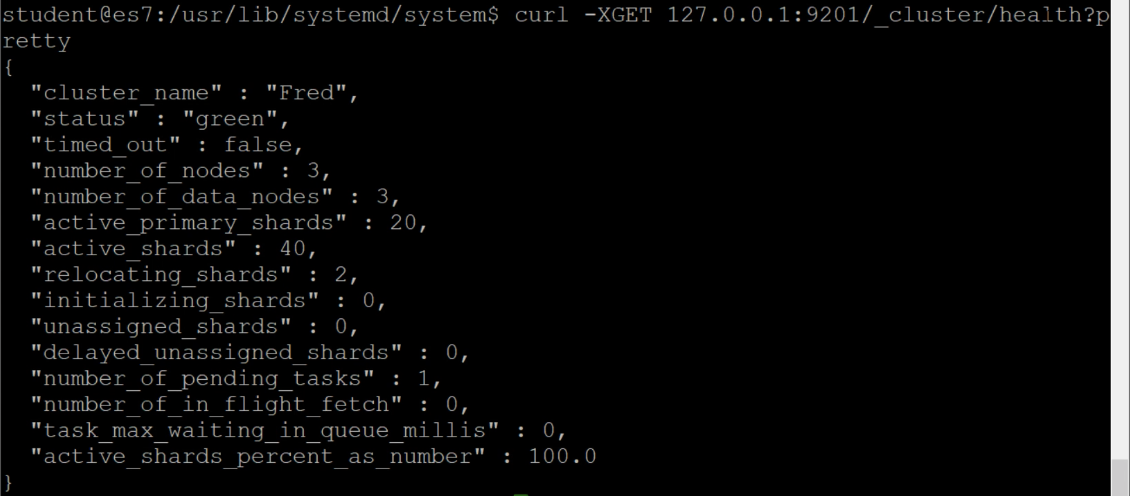 student@es7:/usr/lib/systemd/system$ curl -XGET 127.0.0.1:9201/_cluster/health?p
retty
{
  "cluster_name" : "Fred",
  "status" : "green",
  "timed_out" : false,
  "number_of_nodes" : 3,
  "number_of_data_nodes" : 3,
  "active_primary_shards" : 20,
  "active_shards" : 40,
  "relocating_shards" : 2,
  "initializing_shards" : 0,
  "unassigned_shards" : 0,
  "delayed_unassigned_shards" : 0,
  "number_of_pending_tasks" : 1,
  "number_of_in_flight_fetch" : 0,
  "task_max_waiting_in_queue_millis" : 0,
  "active_shards_percent_as_number" : 100.0
}